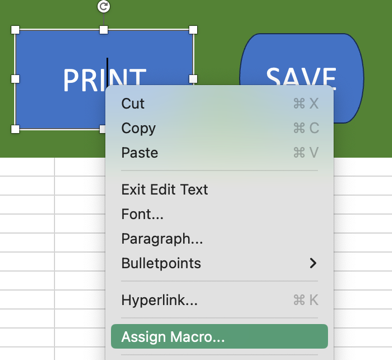 PRINT
SAVE
Cut ⌘ X
Copy ⌘ C
Paste ⌘ V
Exit Edit Text
Font...
Paragraph...
Bulletpoints
Hyperlink... ⌘ K
Assign Macro...